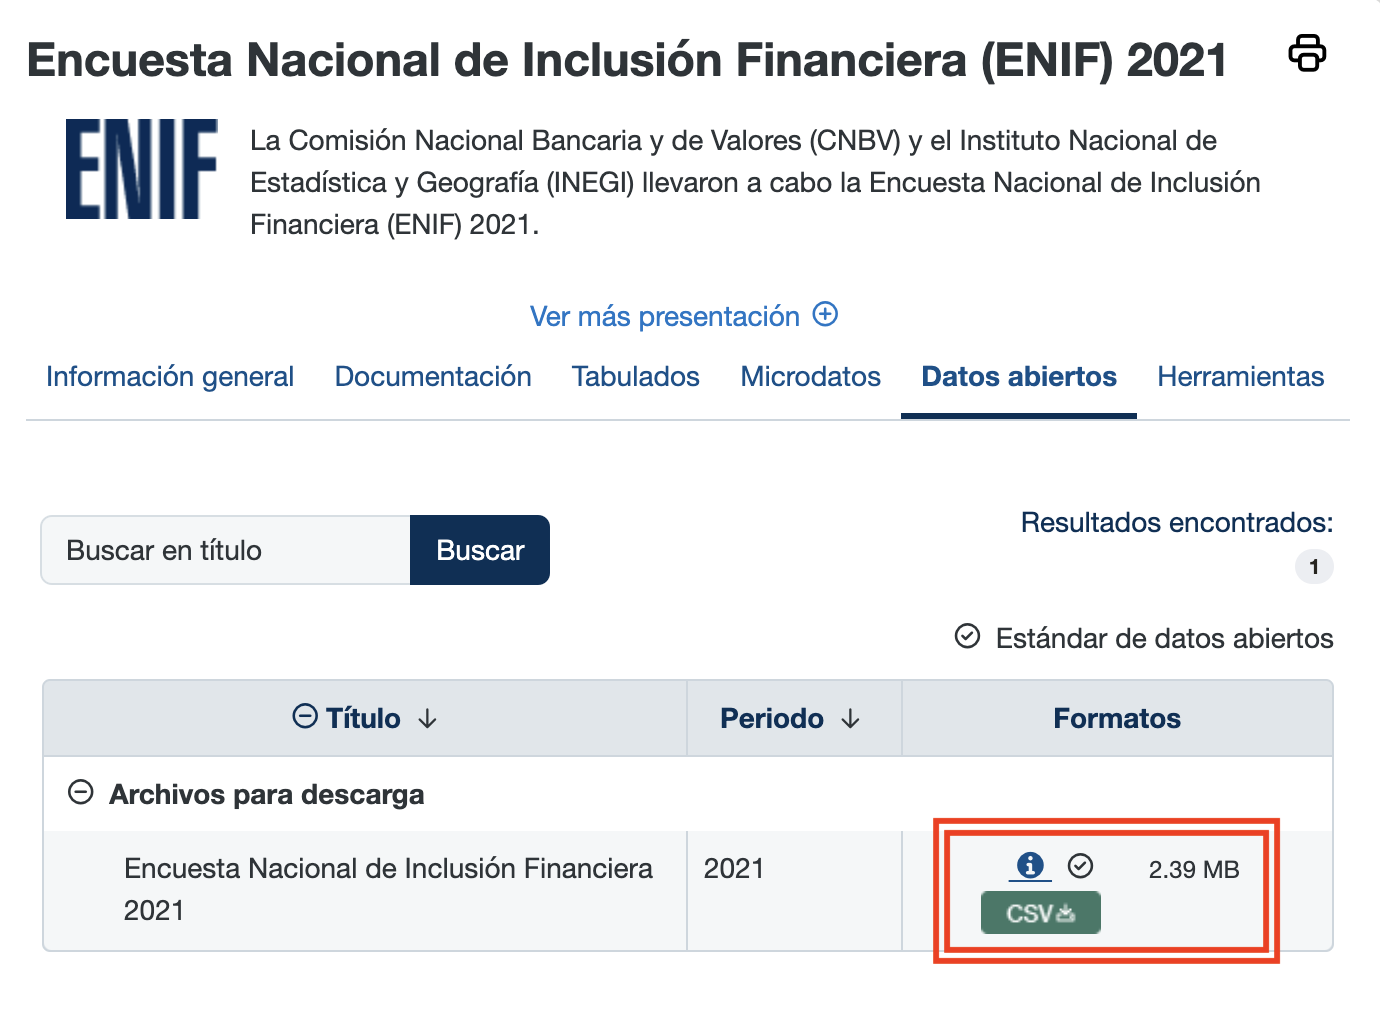 Encuesta Nacional de Inclusión Financiera (ENIF) 2021
ENIF
La Comisión Nacional Bancaria y de Valores (CNBV) y el Instituto Nacional de
Estadística y Geografía (INEGI) llevaron a cabo la Encuesta Nacional de Inclusión
Financiera (ENIF) 2021.
Ver más presentación
Información general Documentación Tabulados Microdatos Datos abiertos Herramientas
Buscar en título Buscar
Resultados encontrados:
1
Estándar de datos abiertos
Título Periodo Formatos
Archivos para descarga
Encuesta Nacional de Inclusión Financiera
2021
2021
2.39 MB
CSV